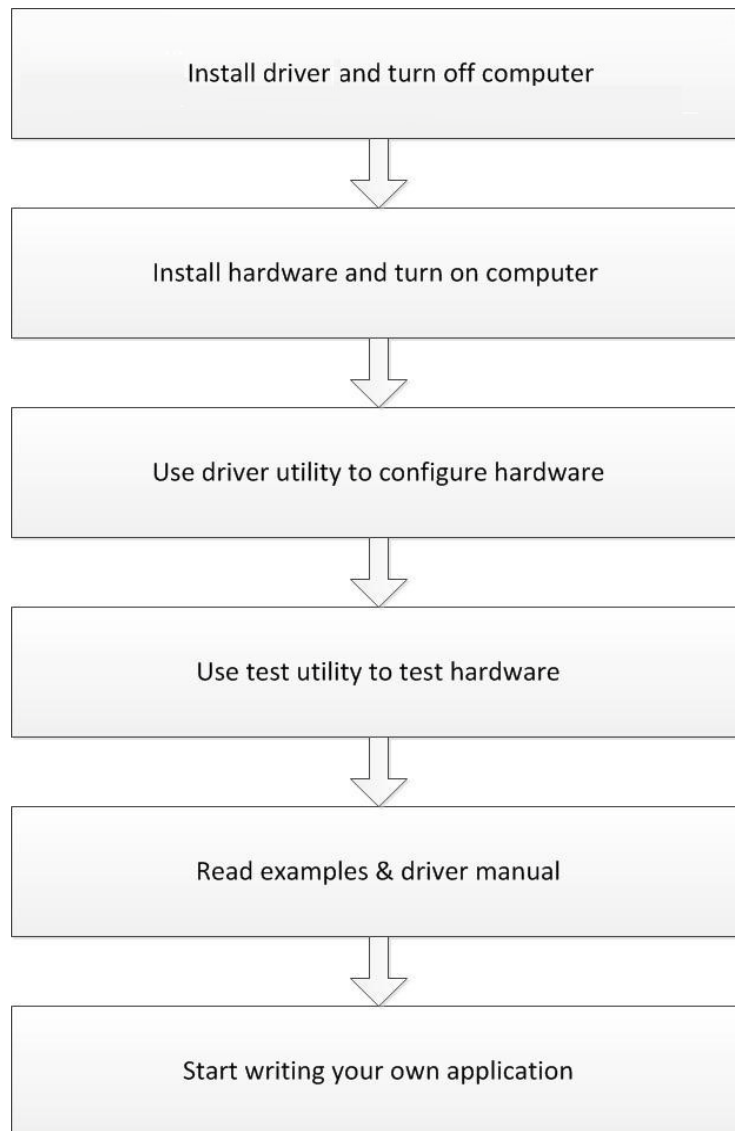 Install driver and turn off computer
Install hardware and turn on computer
Use driver utility to configure hardware
Use test utility to test hardware
Read examples & driver manual
Start writing your own application